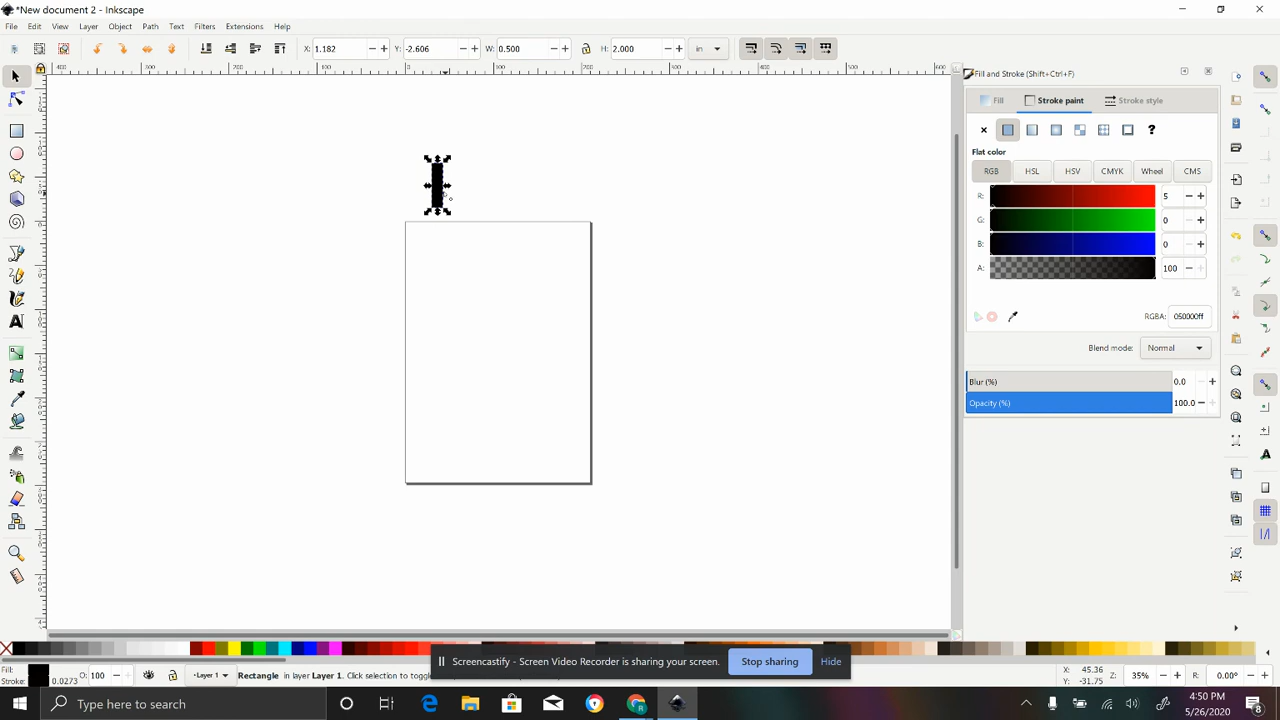 *New document 2 - Inkscape
File Edit View Layer Object Path Text Filters Extensions Help
X: 1.182 Y: -2.606 W: 0.500 H: 2.000 in
Fill and Stroke (Shift+Ctrl+F)
Fill Stroke paint Stroke style
?
Flat color
RGB HSL HSV CMYK Wheel CMS
R: 5
G: 0
B: 0
A: 100
RGBA: 050000ff
Blend mode: Normal
Blur (%) 0.0
Opacity (%) 100.0
Screencastify - Screen Video Recorder is sharing your screen. Stop sharing Hide
Fill:
Stroke: 0.0273
O: 100
Layer 1
Rectangle in layer Layer 1. Click selection to toggle
X: 45.36
Y: -31.75
Z: 35%
R: 0.00°
Type here to search
4:50 PM
5/26/2020